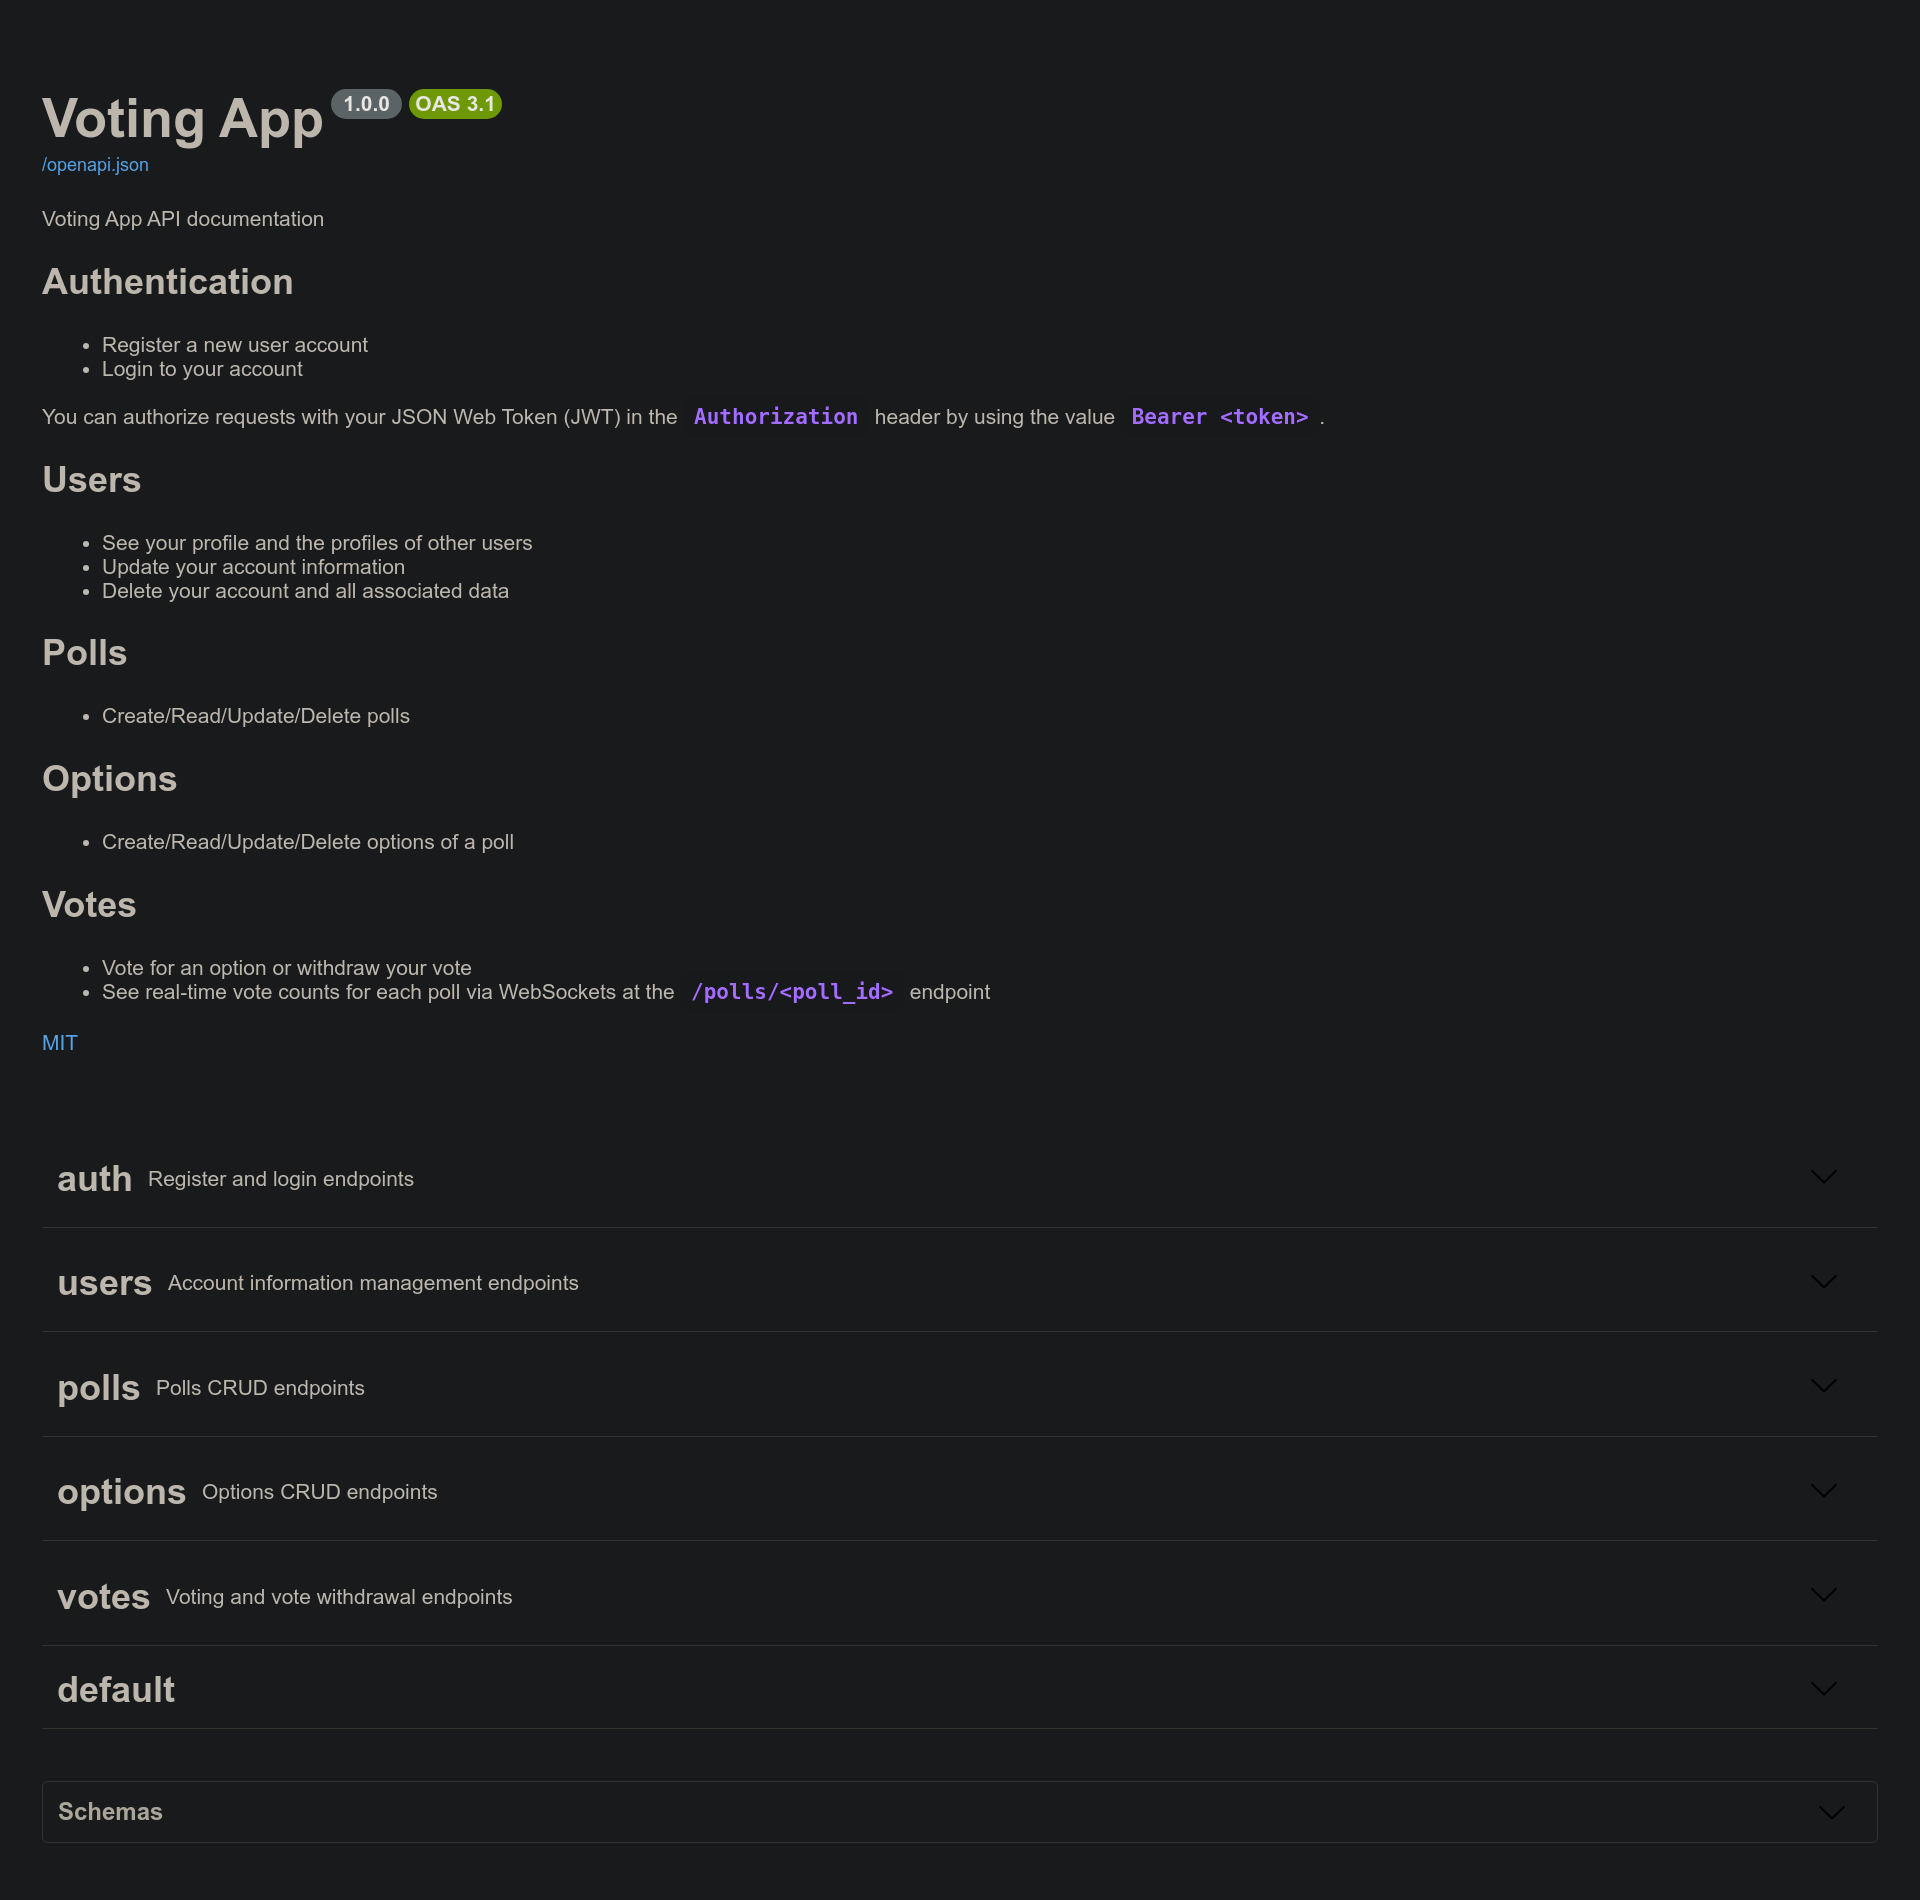 Voting App 1.0.0 OAS 3.1
/openapi.json
Voting App API documentation
Authentication
Register a new user account
Login to your account
You can authorize requests with your JSON Web Token (JWT) in the Authorization header by using the value Bearer <token> .
Users
See your profile and the profiles of other users
Update your account information
Delete your account and all associated data
Polls
Create/Read/Update/Delete polls
Options
Create/Read/Update/Delete options of a poll
Votes
Vote for an option or withdraw your vote
See real-time vote counts for each poll via WebSockets at the /polls/<poll_id> endpoint
MIT
auth Register and login endpoints
users Account information management endpoints
polls Polls CRUD endpoints
options Options CRUD endpoints
votes Voting and vote withdrawal endpoints
default
Schemas